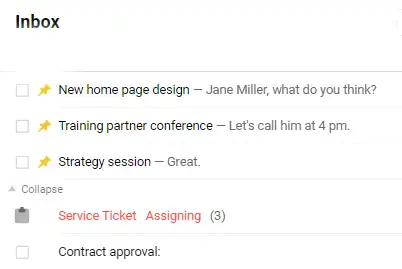 Inbox
New home page design — Jane Miller, what do you think?
Training partner conference — Let's call him at 4 pm.
Strategy session — Great.
Collapse
Service Ticket Assigning (3)
Contract approval: